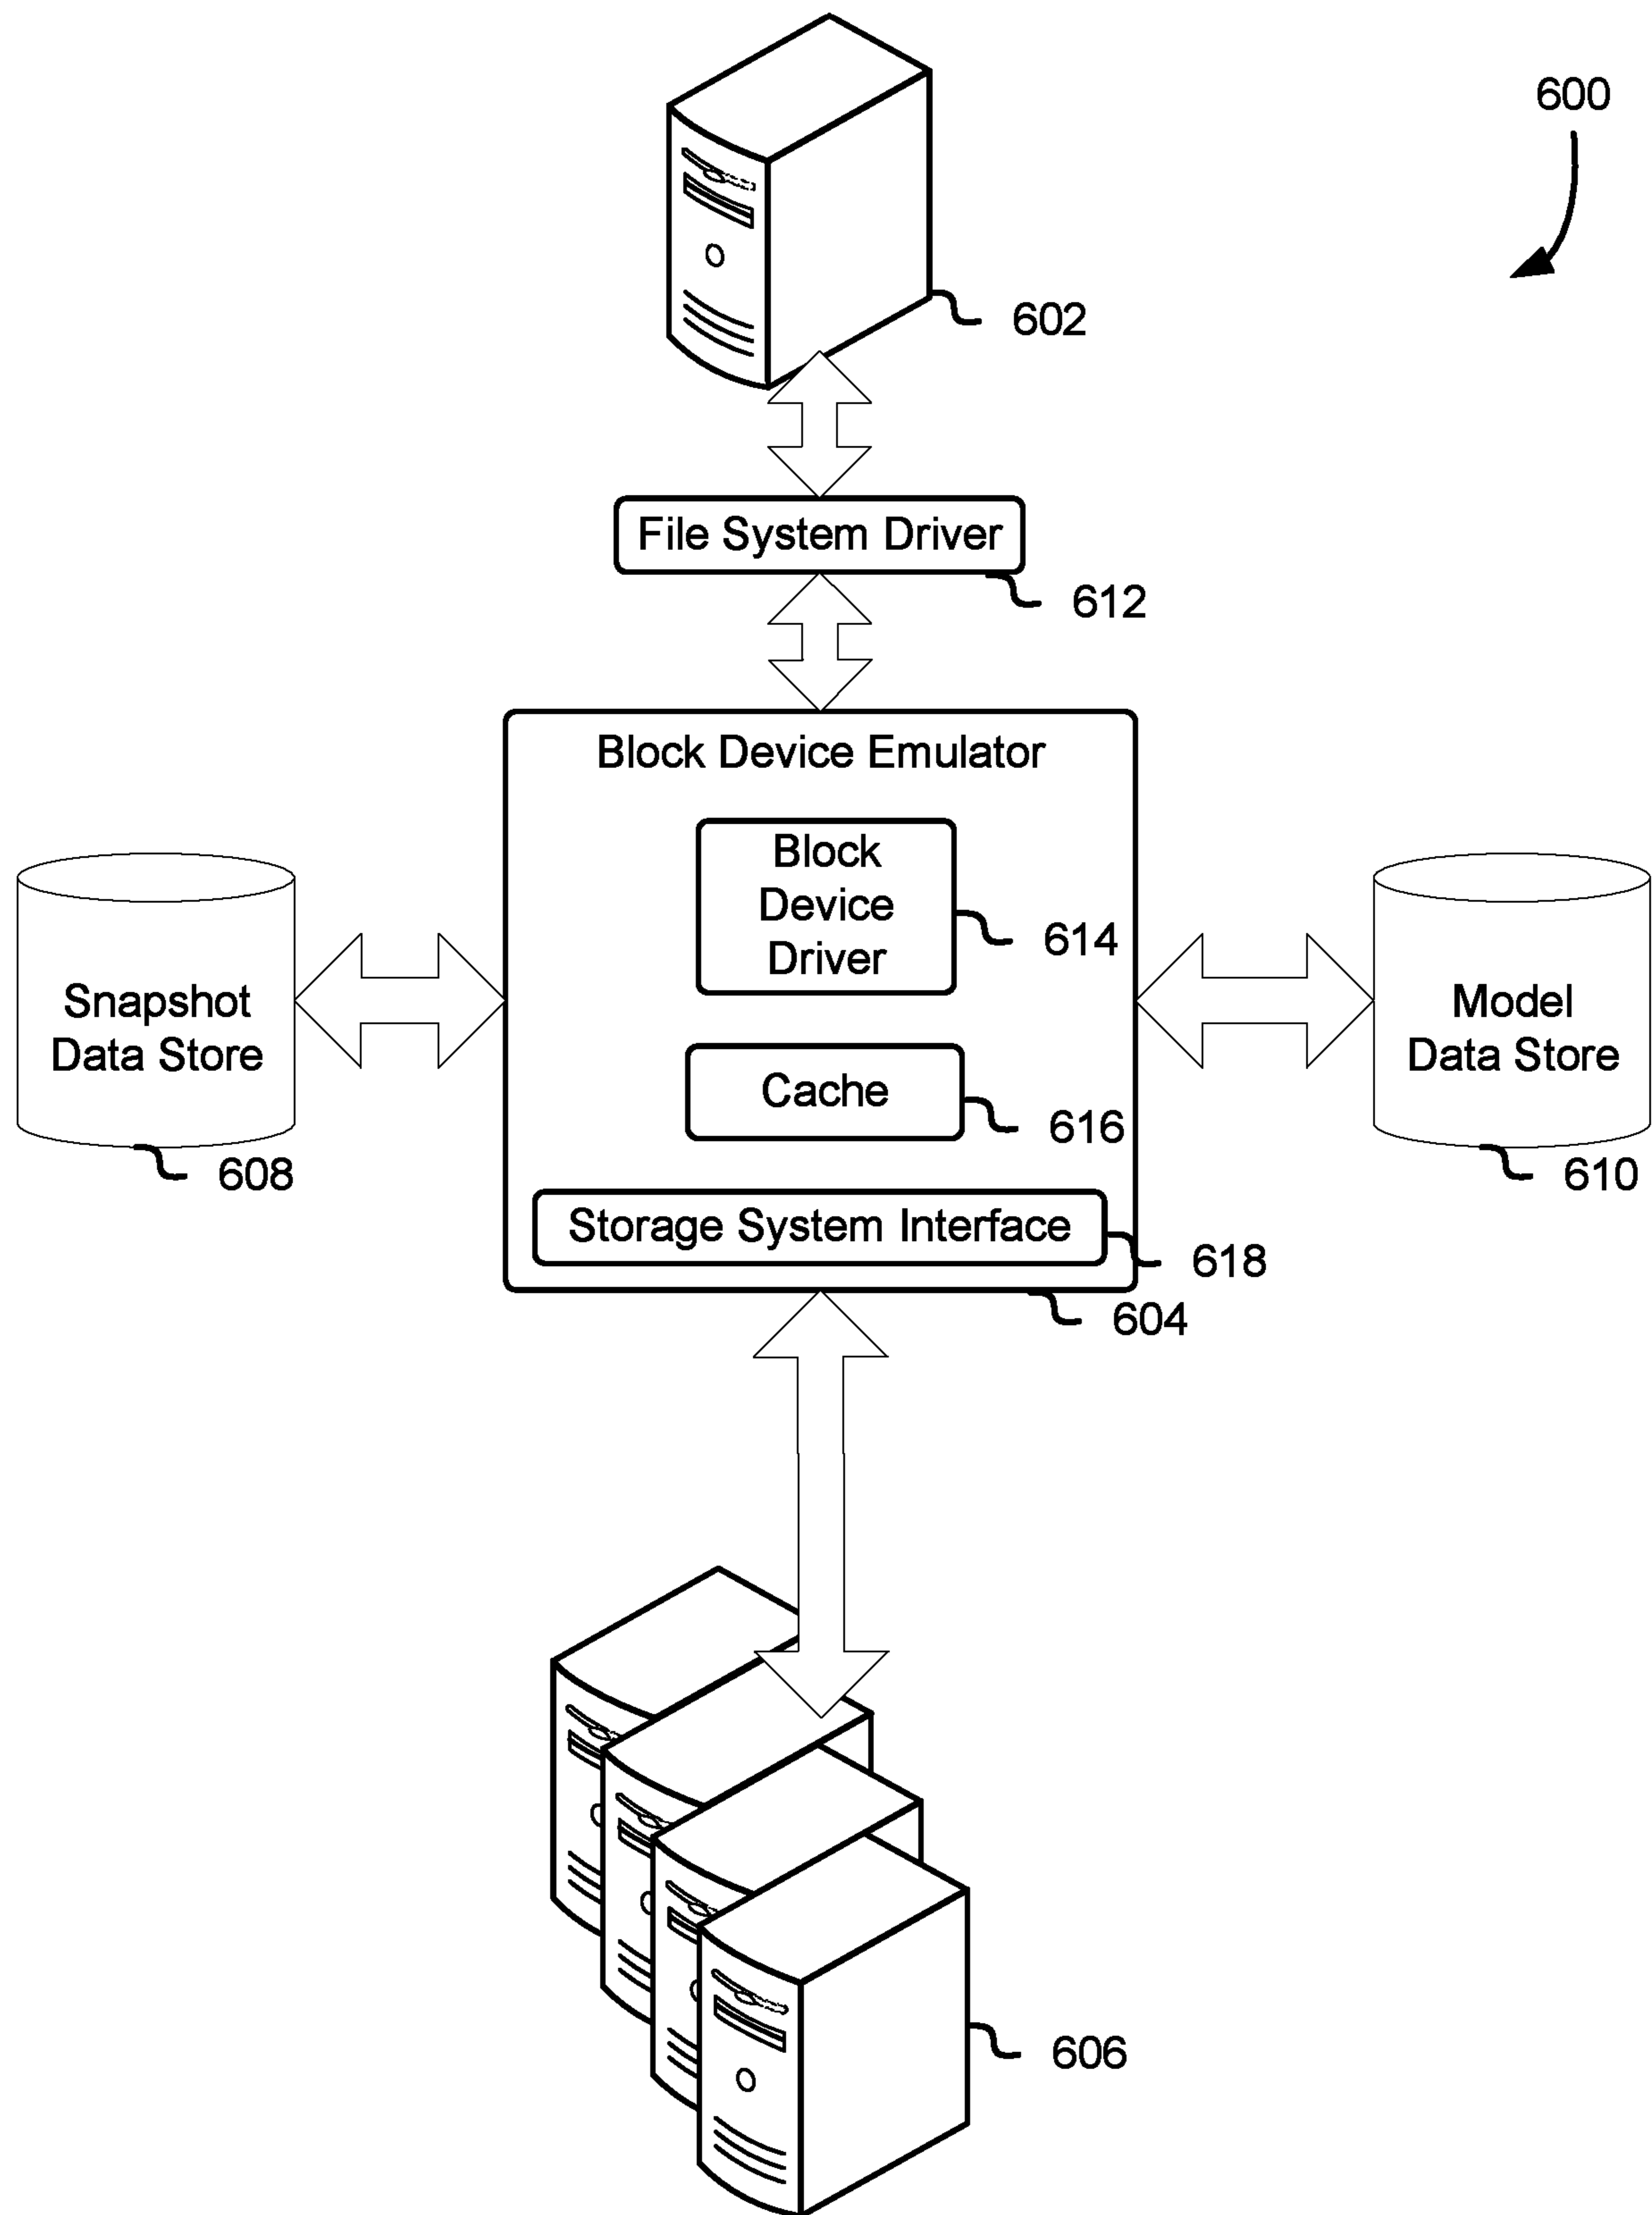 600
602
File System Driver
612
Block Device Emulator
Block
Device
Driver
614
Snapshot
Data Store
608
Model
Data Store
610
Cache
616
Storage System Interface
618
604
606